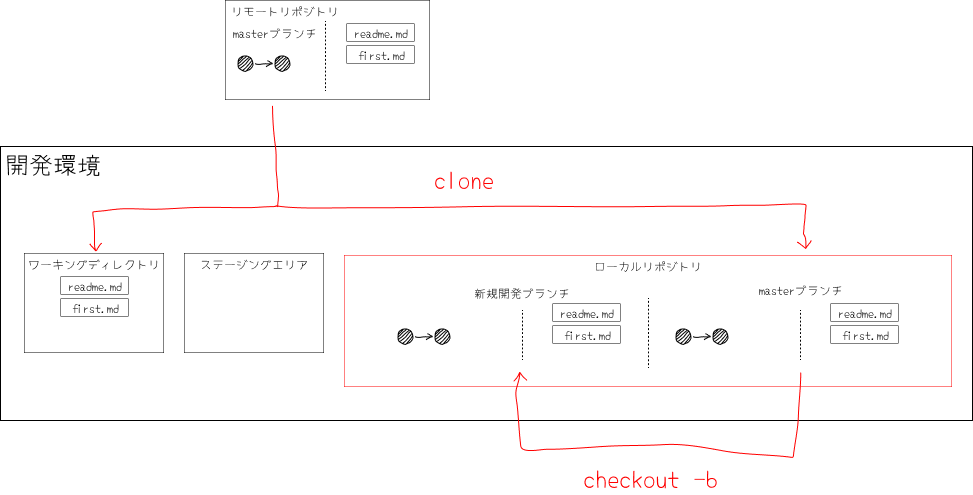 リモートリポジトリ
masterブランチ
readme.md
first.md
開発環境
clone
ワーキングディレクトリ
readme.md
first.md
ステージングエリア
ローカルリポジトリ
新規開発ブランチ
readme.md
first.md
masterブランチ
readme.md
first.md
checkout -b